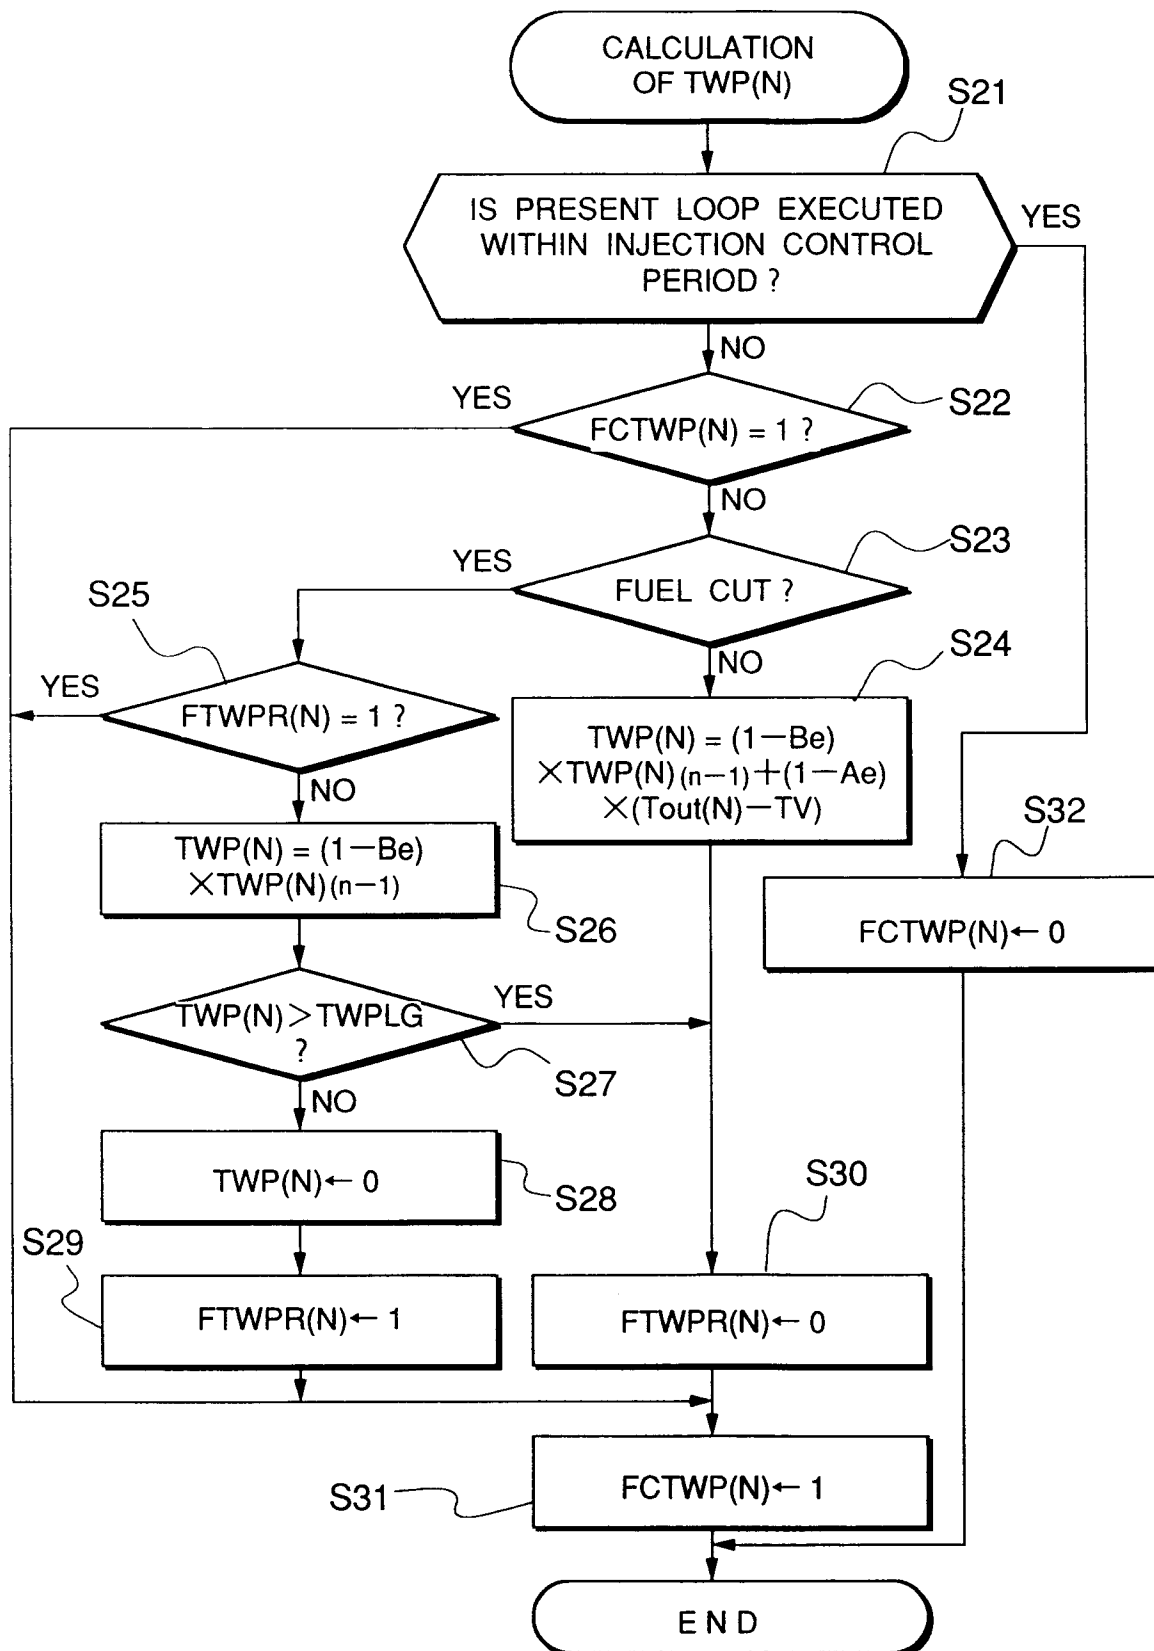 CALCULATION
OF TWP(N)
S21
IS PRESENT LOOP EXECUTED
WITHIN INJECTION CONTROL
PERIOD ?
YES
NO
YES
S22
FCTWP(N) = 1 ?
NO
YES
S23
FUEL CUT ?
S25
NO
S24
YES
FTWPR(N) = 1 ?
TWP(N) = (1−Be)
×TWP(N)(n−1)+(1−Ae)
×(Tout(N)−TV)
NO
S32
TWP(N) = (1−Be)
×TWP(N)(n−1)
S26
FCTWP(N)← 0
TWP(N)>TWPLG
?
YES
S27
NO
TWP(N)← 0
S28
S30
S29
FTWPR(N)← 1
FTWPR(N)← 0
S31
FCTWP(N)← 1
END